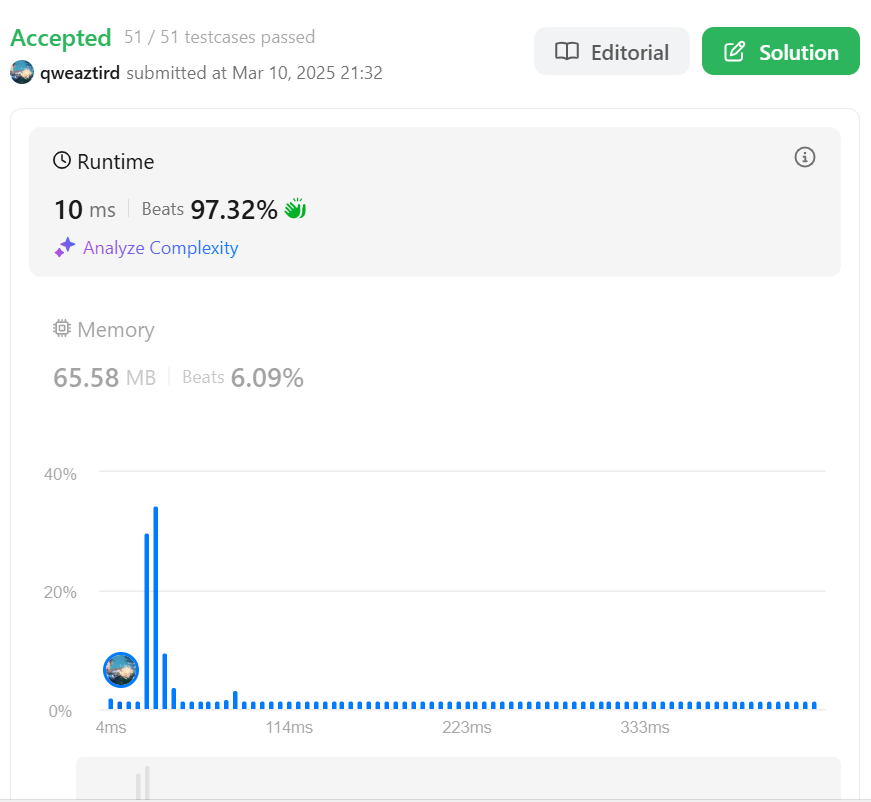 Accepted 51 / 51 testcases passed
qweaztird submitted at Mar 10, 2025 21:32
Editorial
Solution
Runtime
10 ms Beats 97.32%
Analyze Complexity
Memory
65.58 MB Beats 6.09%
40%
20%
0%
4ms 114ms 223ms 333ms